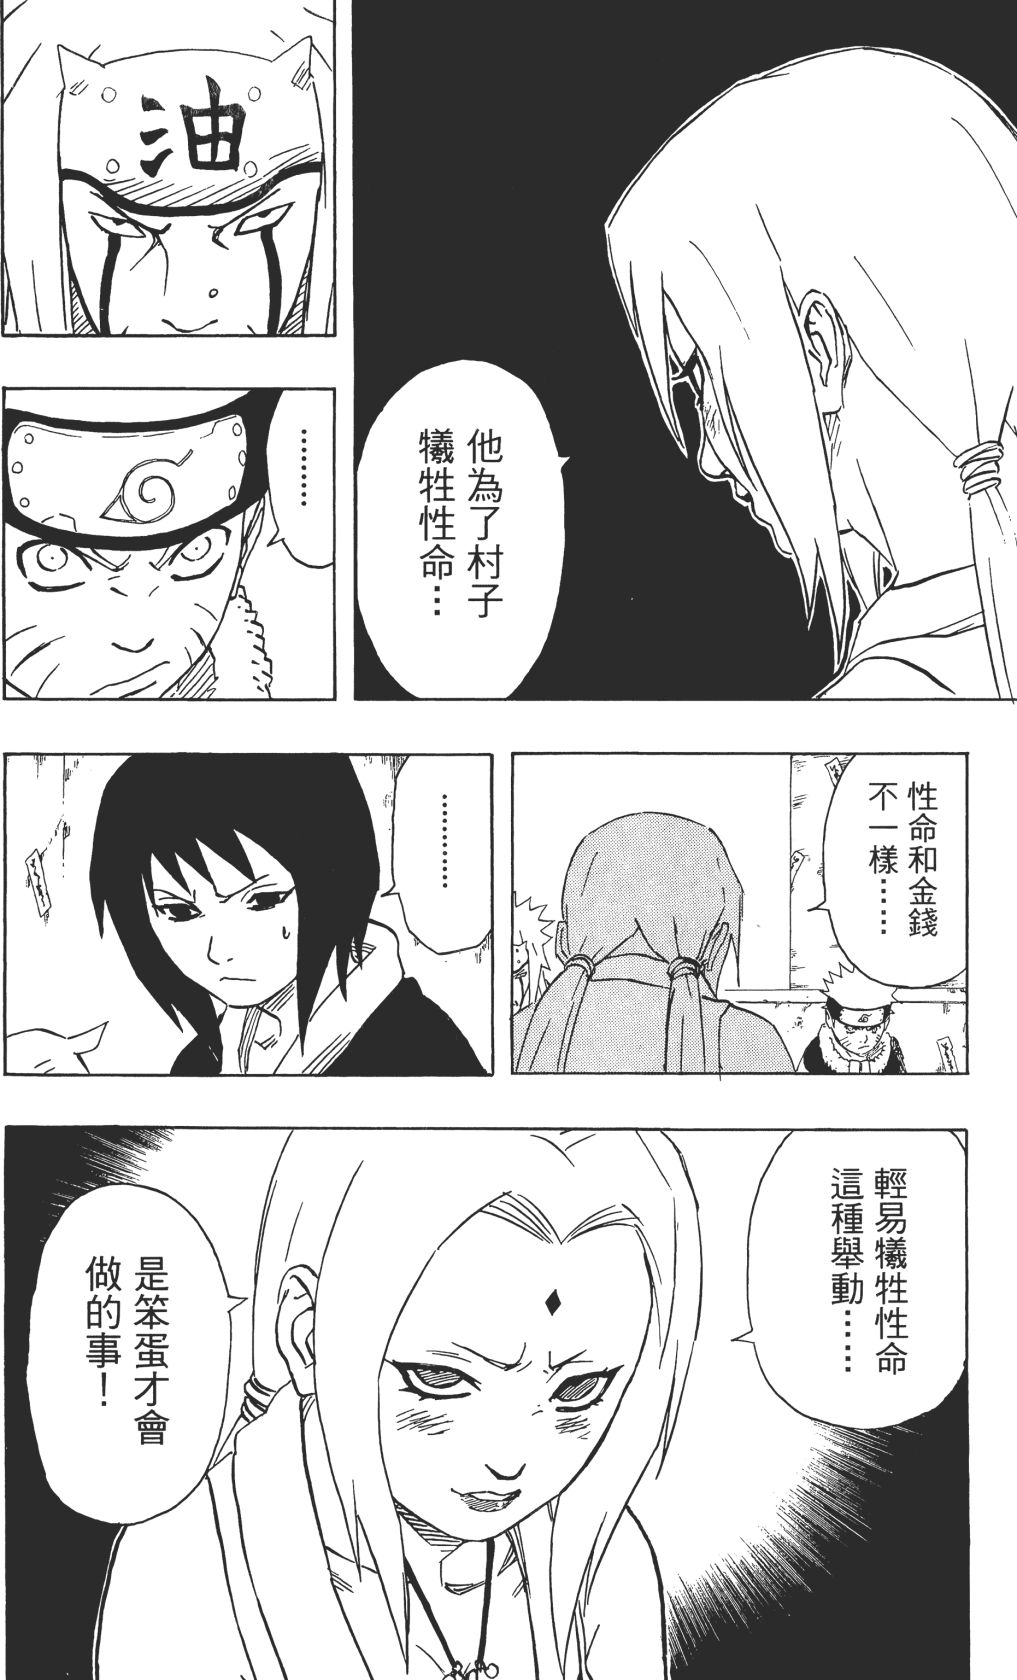 他為了村子
犧牲性命…
油
………
性命和金錢
不一樣……
………
輕易犧牲性命
這種舉動……
是笨蛋才會
做的事！